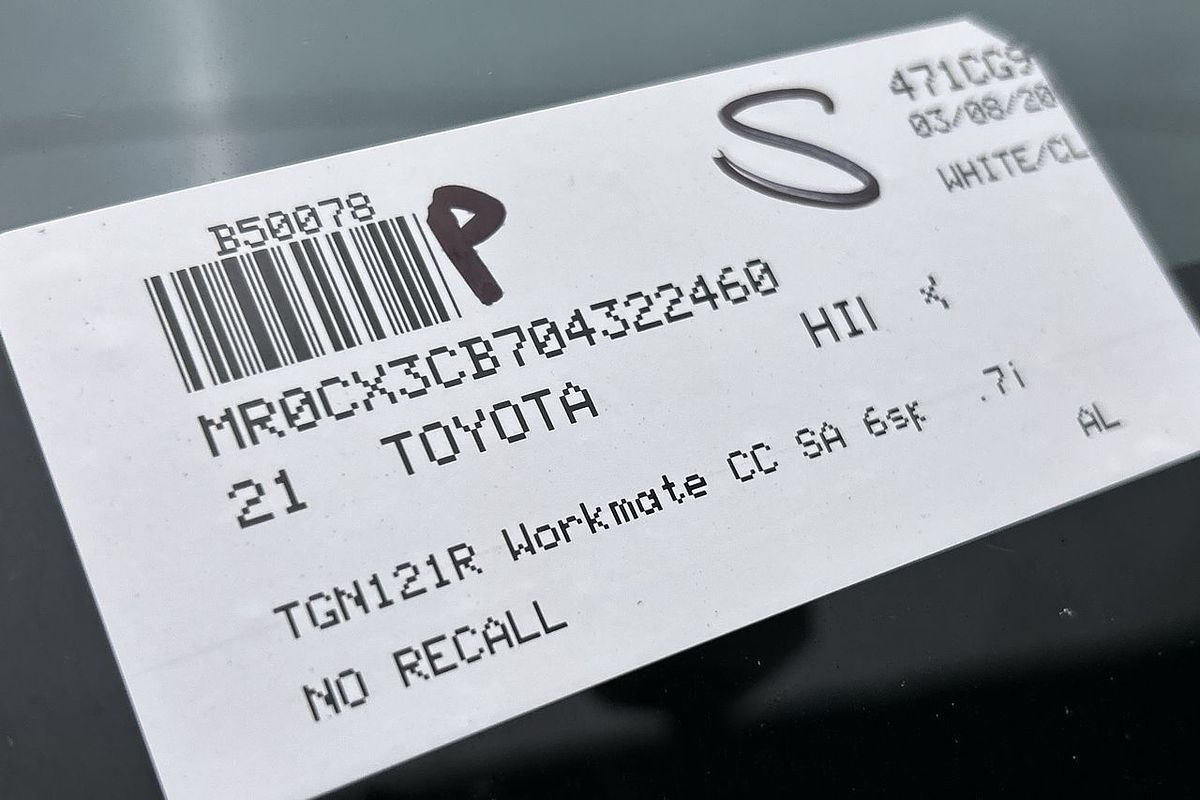 471CG9
03/08/20
WHITE/CL
S
B50078
P
MR0CX3CB704322460
21 TOYOTA
TGN121R Workmate CC SA 6sp .7i
AL
NO RECALL